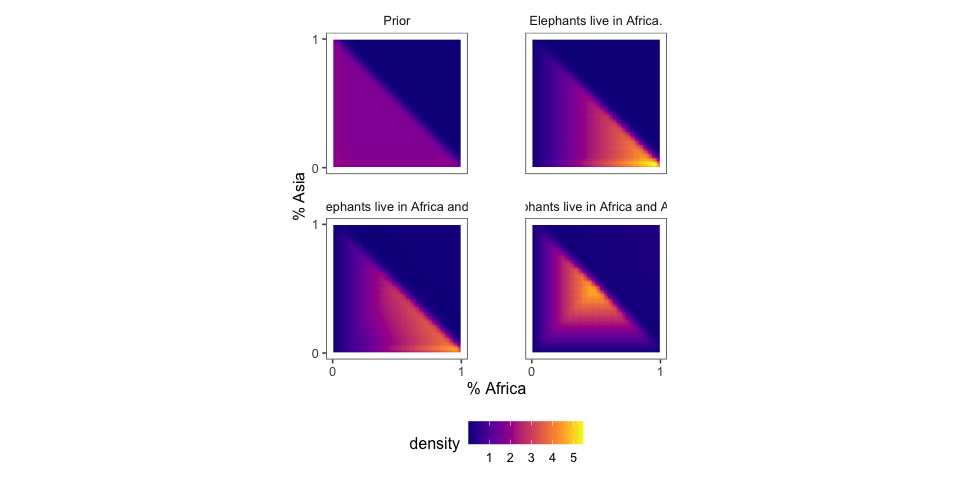 Prior
Elephants live in Africa.
1
0
% Asia
ephants live in Africa and
phants live in Africa and
1
0
0 1
0 1
% Africa
density
1 2 3 4 5